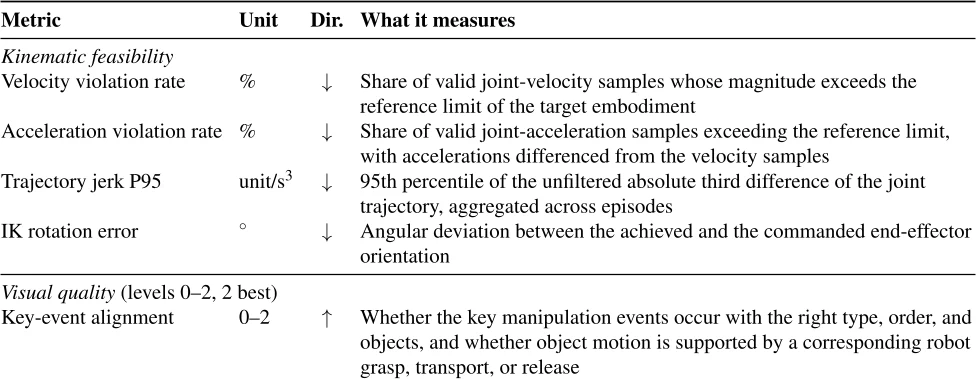 Metric Unit Dir. What it measures
Kinematic feasibility
Velocity violation rate % ↓ Share of valid joint-velocity samples whose magnitude exceeds the
reference limit of the target embodiment
Acceleration violation rate % ↓ Share of valid joint-acceleration samples exceeding the reference limit,
with accelerations differenced from the velocity samples
Trajectory jerk P95 unit/s³ ↓ 95th percentile of the unfiltered absolute third difference of the joint
trajectory, aggregated across episodes
IK rotation error ° ↓ Angular deviation between the achieved and the commanded end-effector
orientation
Visual quality (levels 0–2, 2 best)
Key-event alignment 0–2 ↑ Whether the key manipulation events occur with the right type, order, and
objects, and whether object motion is supported by a corresponding robot
grasp, transport, or release